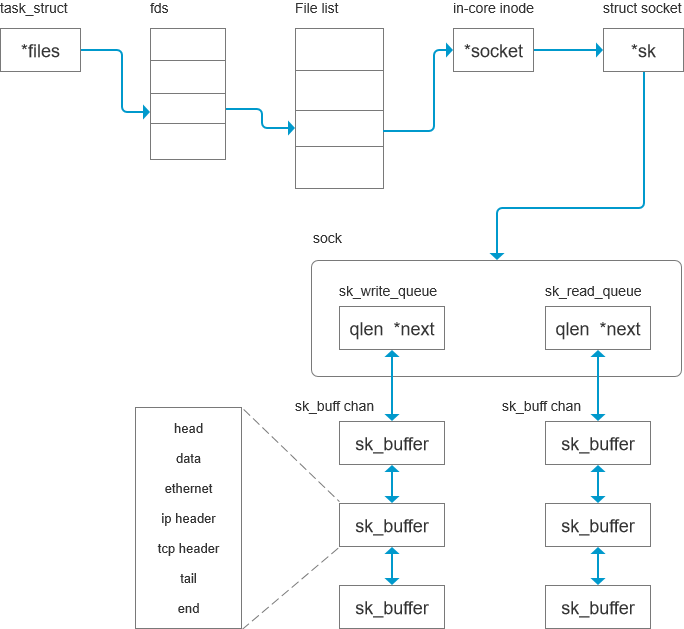 task_struct
fds
File list
in-core inode
struct socket
*files
*socket
*sk
sock
sk_write_queue
sk_read_queue
qlen *next
qlen *next
sk_buff chan
sk_buff chan
head
data
ethernet
ip header
tcp header
tail
end
sk_buffer
sk_buffer
sk_buffer
sk_buffer
sk_buffer
sk_buffer